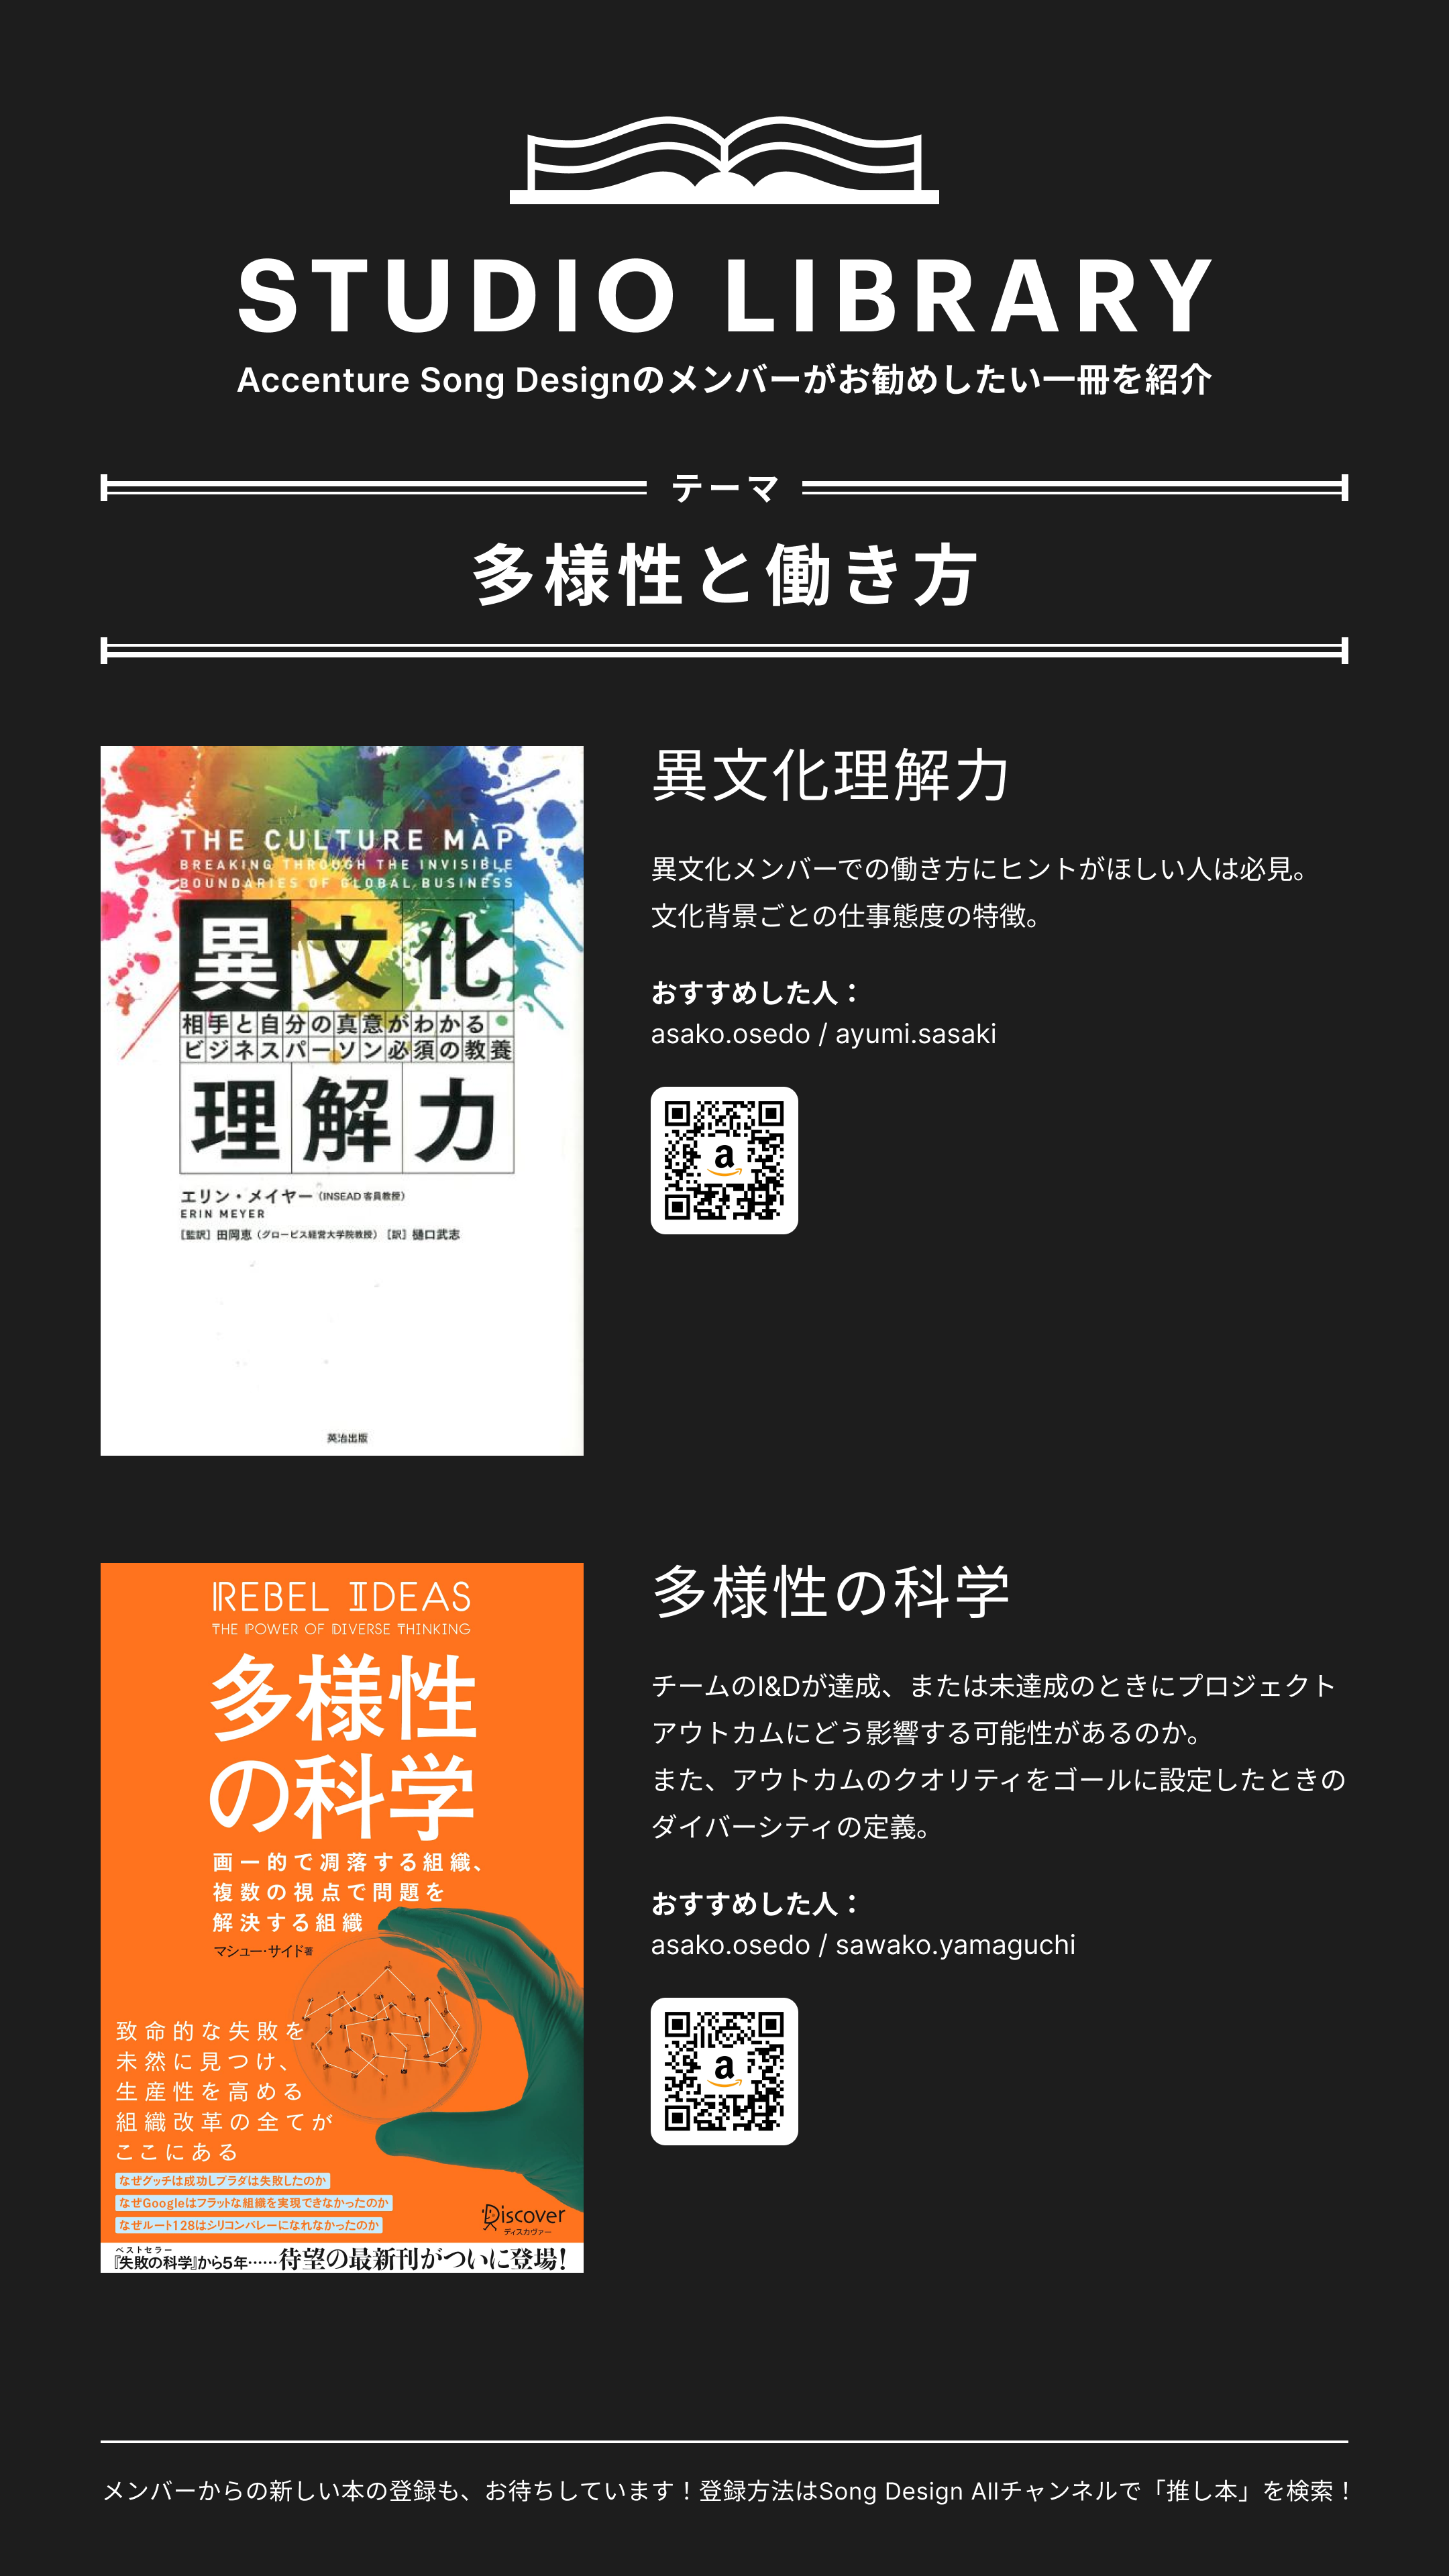 STUDIO LIBRARY
Accenture Song Designのメンバーがお勧めしたい一冊を紹介
テーマ
多様性と働き方
THE CULTURE MAP
BREAKING THROUGH THE INVISIBLE
BOUNDARIES OF GLOBAL BUSINESS
異文化
相手と自分の真意がわかる
ビジネスパーソン必須の教養
理解力
エリン・メイヤー（INSEAD 客員教授）
ERIN MEYER
［監訳］田岡恵（グロービス経営大学院教授）［訳］樋口武志
英治出版
異文化理解力
異文化メンバーでの働き方にヒントがほしい人は必見。
文化背景ごとの仕事態度の特徴。
おすすめした人：
asako.osedo / ayumi.sasaki
a
REBEL IDEAS
THE POWER OF DIVERSE THINKING
多様性
の科学
画一的で凋落する組織、
複数の視点で問題を
解決する組織
マシュー・サイド著
致命的な失敗を
未然に見つけ、
生産性を高める
組織改革の全てが
ここにある
なぜグッチは成功しプラダは失敗したのか
なぜGoogleはフラットな組織を実現できなかったのか
なぜルート128はシリコンバレーになれなかったのか
Discover
ディスカヴァー
ベストセラー
『失敗の科学』から5年……待望の最新刊がついに登場！
多様性の科学
チームのI&Dが達成、または未達成のときにプロジェクト
アウトカムにどう影響する可能性があるのか。
また、アウトカムのクオリティをゴールに設定したときの
ダイバーシティの定義。
おすすめした人：
asako.osedo / sawako.yamaguchi
a
メンバーからの新しい本の登録も、お待ちしています！登録方法はSong Design Allチャンネルで「推し本」を検索！